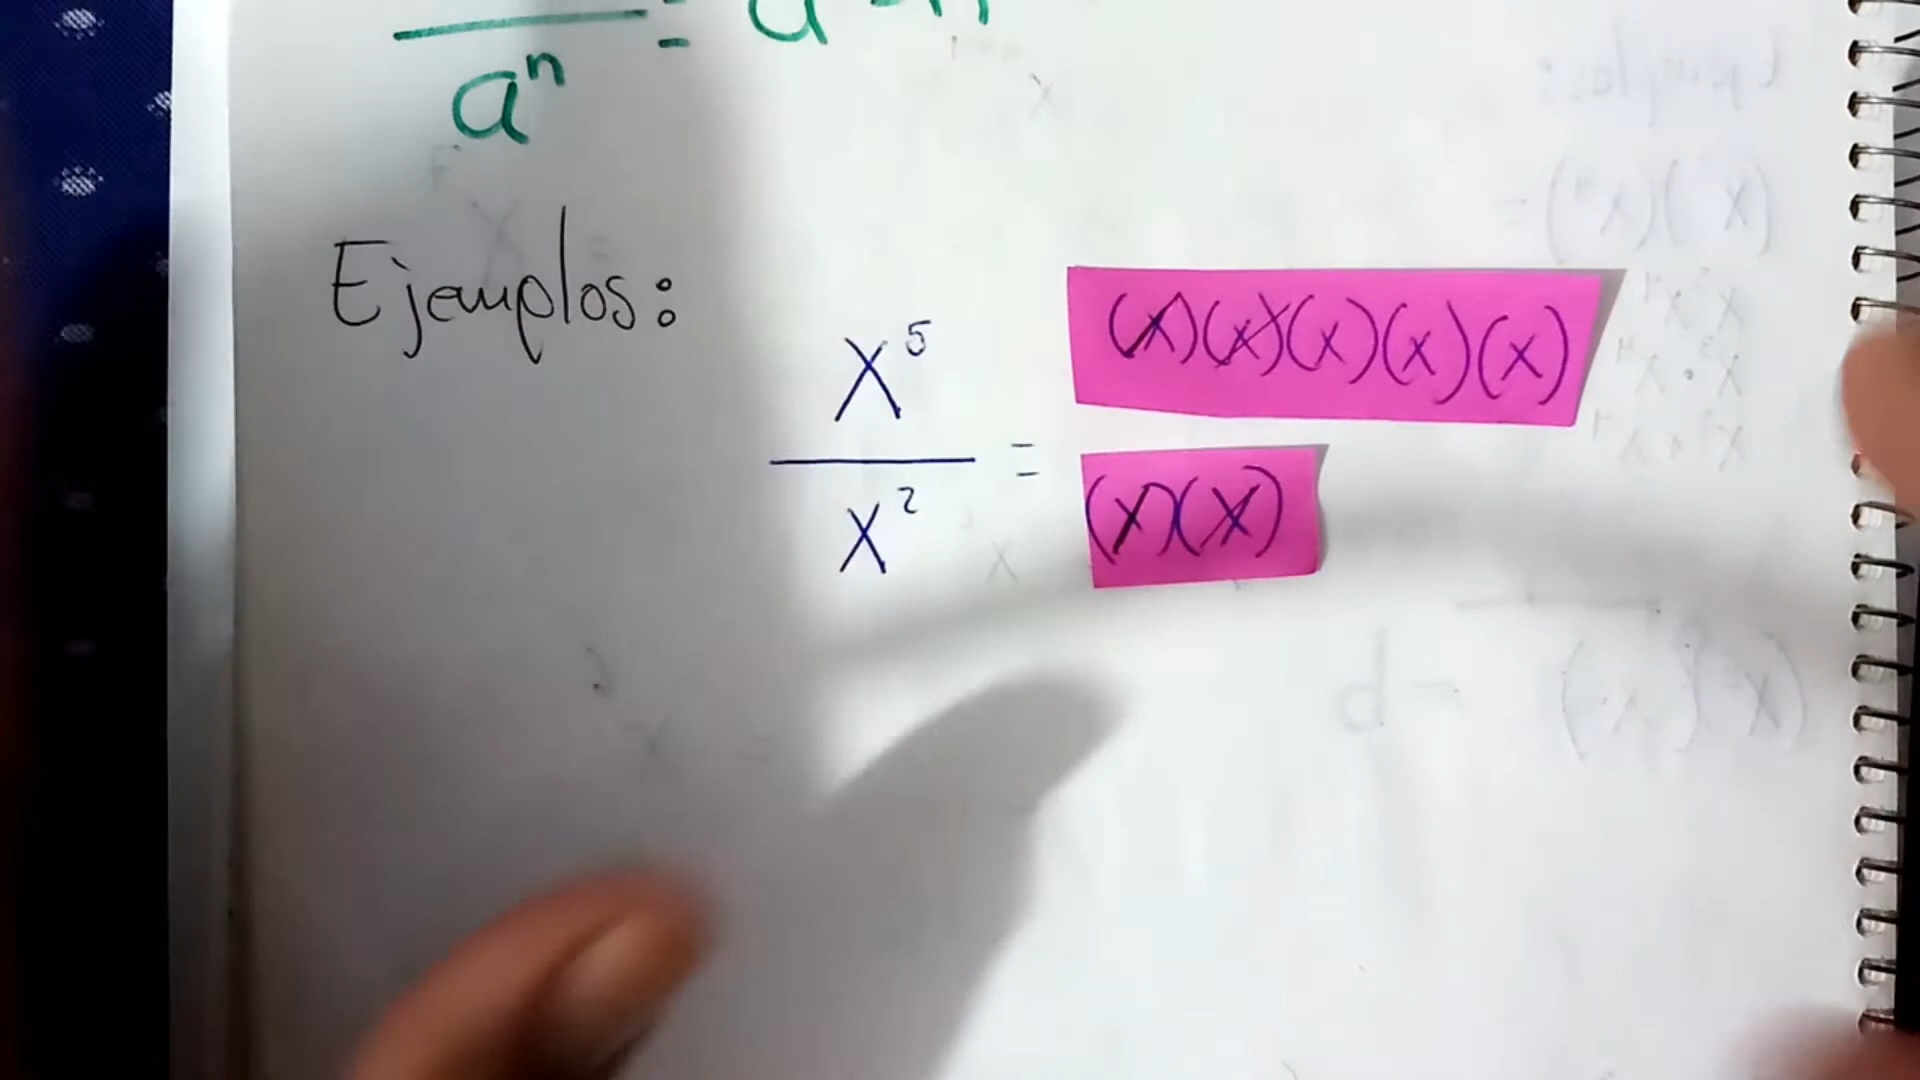 aⁿ = a
Ejemplos:
x⁵ (x)(x)(x)(x)(x)
=
x² (x)(x)